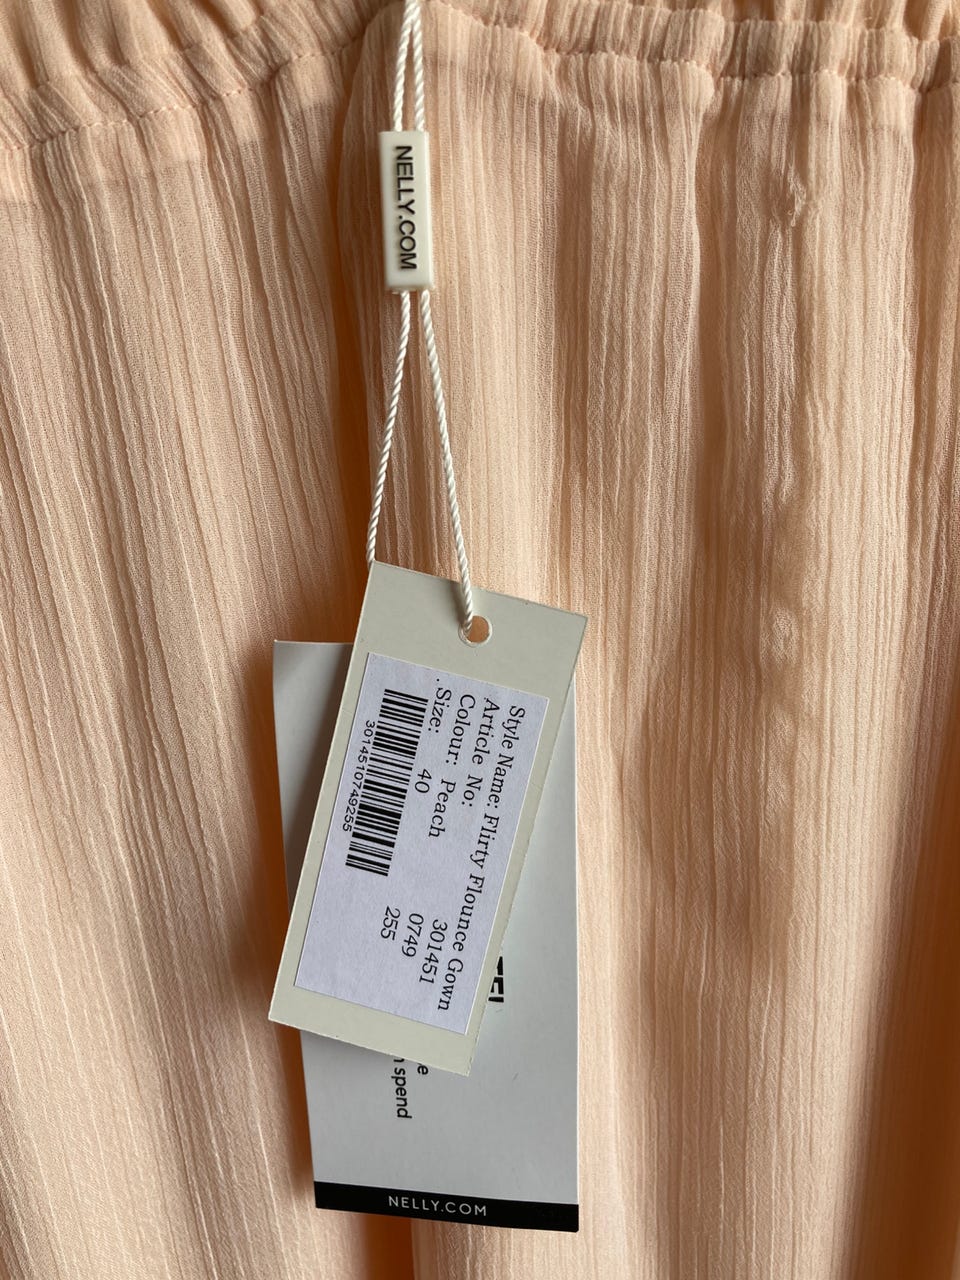 NELLY.COM
Style Name: Flirty Flounce Gown
Article No: 301451
Colour: Peach 0749
.Size: 40 255
3014510749255
spend
NELLY.COM